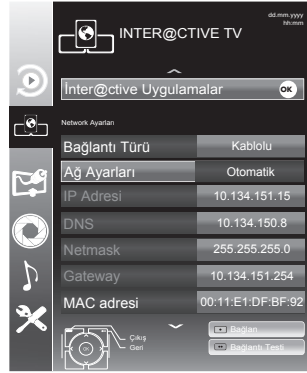 dd.mm.yyyy
hh:mm
INTER@CTIVE TV
Inter@ctive Uygulamalar OK
Network Ayarları
Bağlantı Türü Kablolu
Ağ Ayarları Otomatik
IP Adresi 10.134.151.15
DNS 10.134.150.8
Netmask 255.255.255.0
Gateway 10.134.151.254
MAC adresi 00:11:E1:DF:BF:92
Çıkış
Geri
OK
Bağlan
Bağlantı Testi